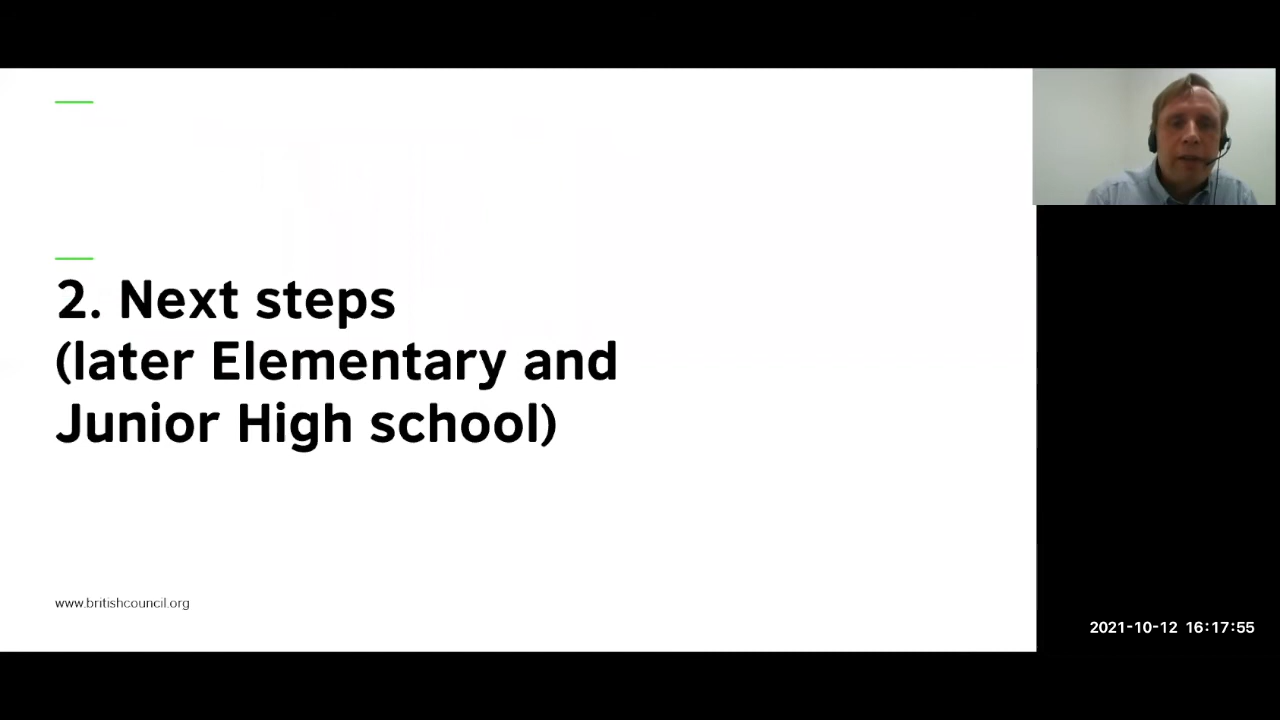 2. Next steps
(later Elementary and
Junior High school)
www.britishcouncil.org
2021-10-12 16:17:55